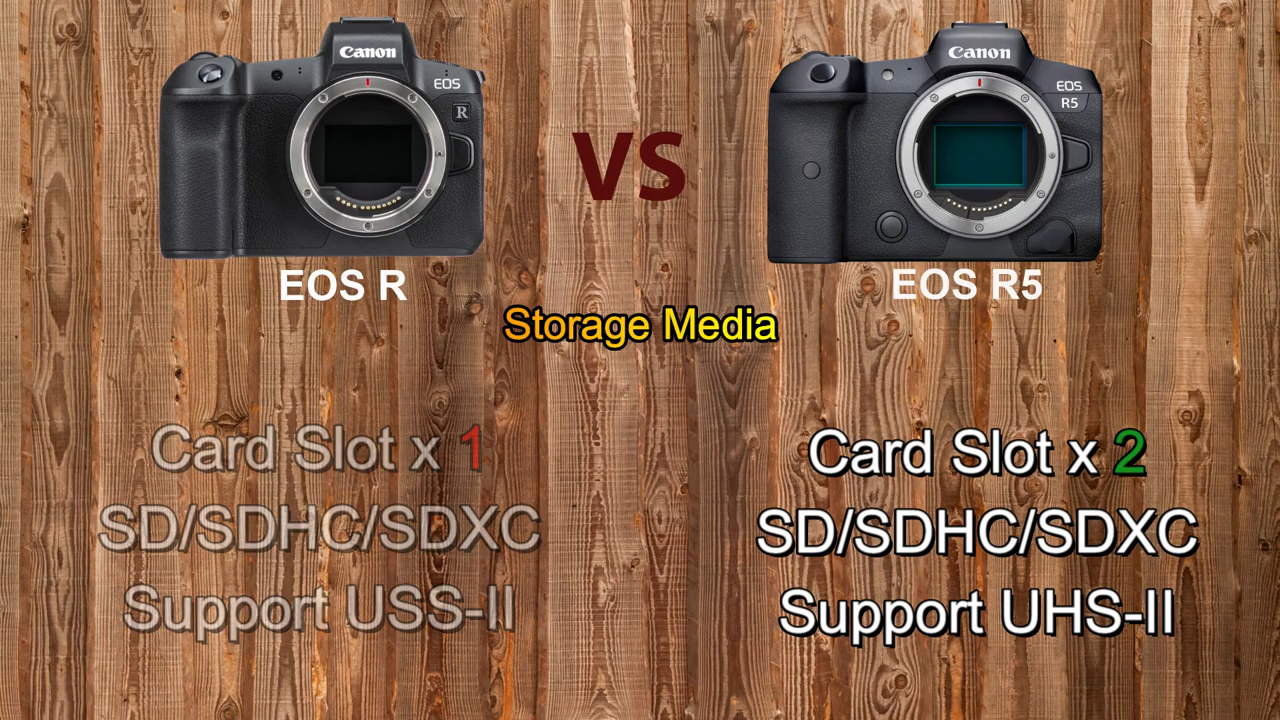 Canon
EOS
R
Canon
EOS
R5
VS
EOS R
EOS R5
Storage Media
Card Slot x 1
SD/SDHC/SDXC
Support USS-II
Card Slot x 2
SD/SDHC/SDXC
Support UHS-II